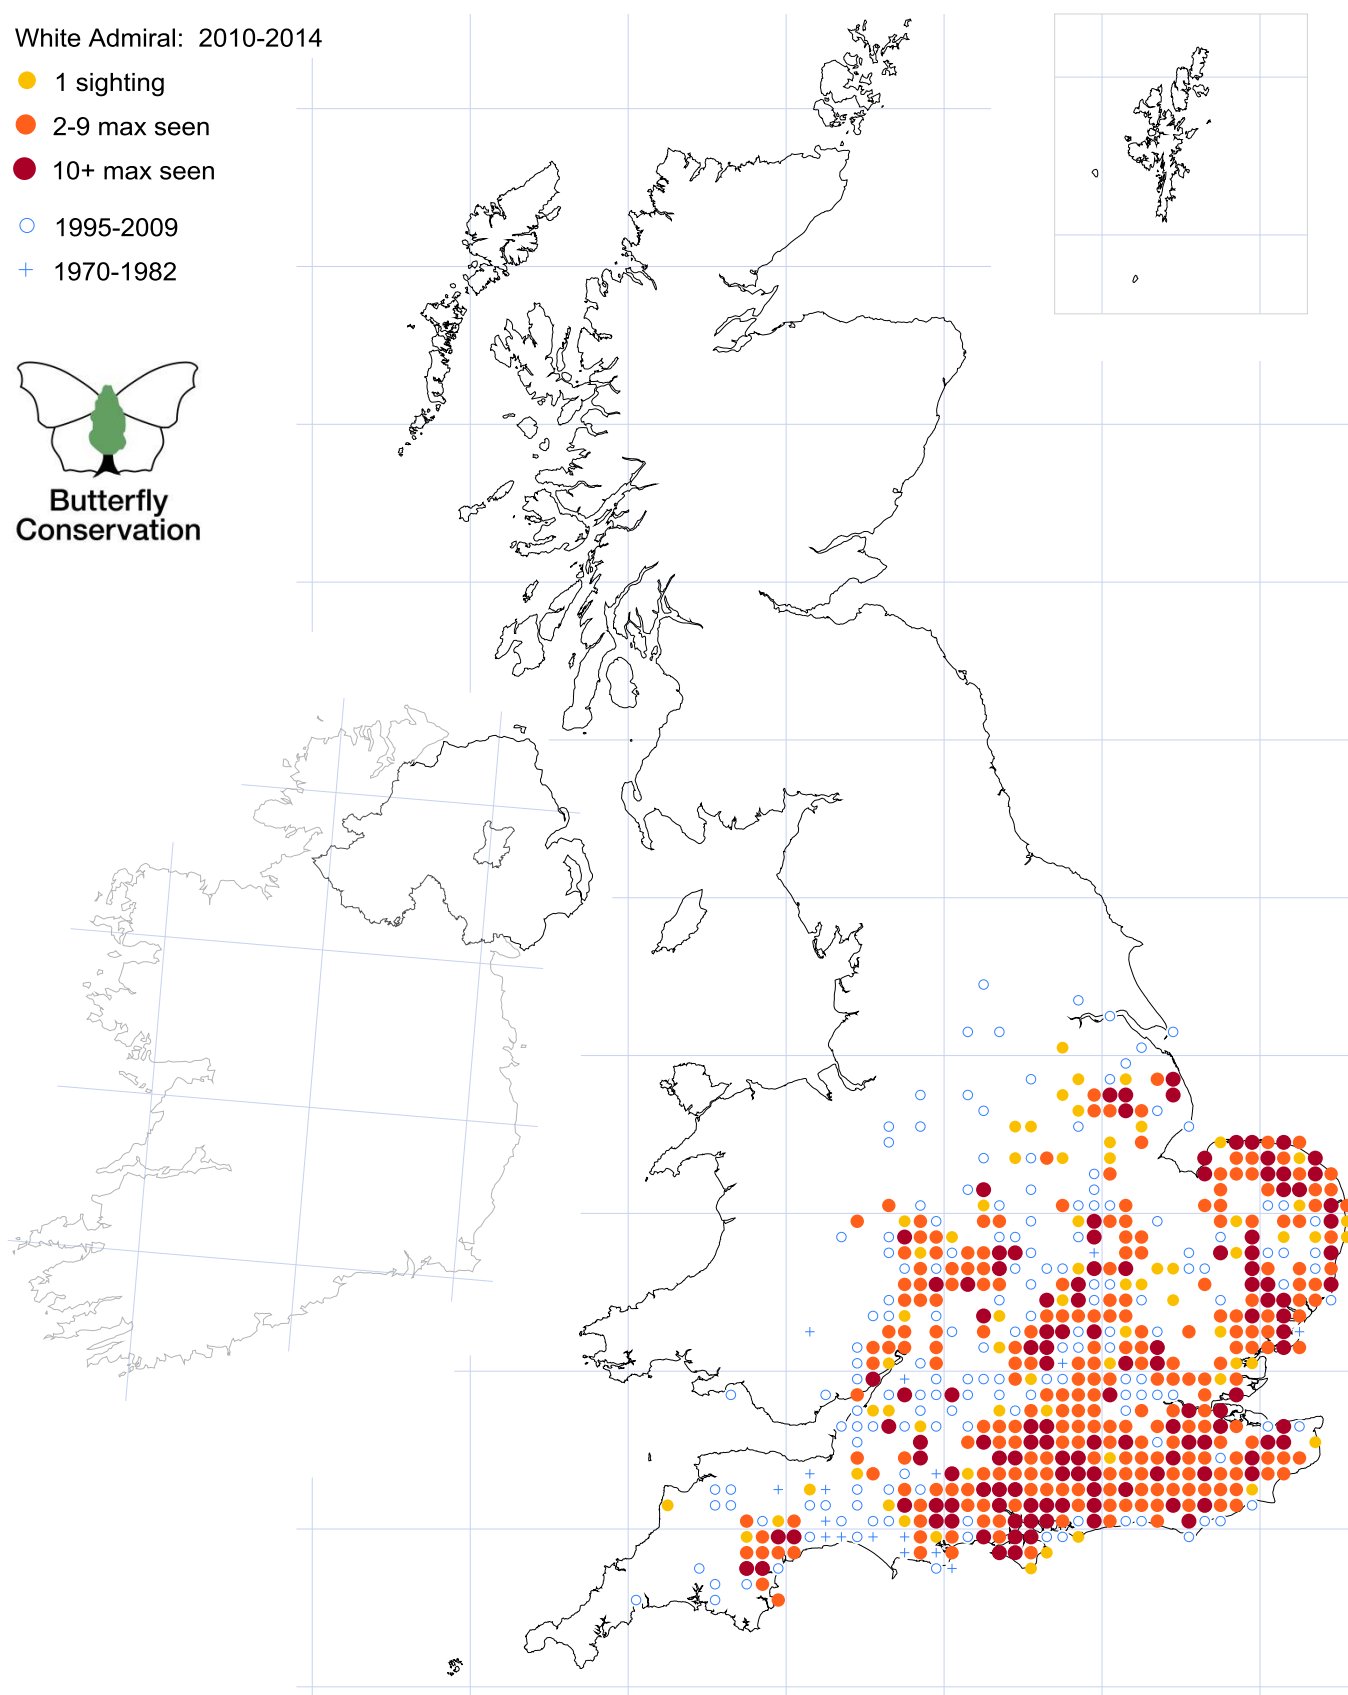 White Admiral: 2010-2014
1 sighting
2-9 max seen
10+ max seen
1995-2009
1970-1982
Butterfly
Conservation